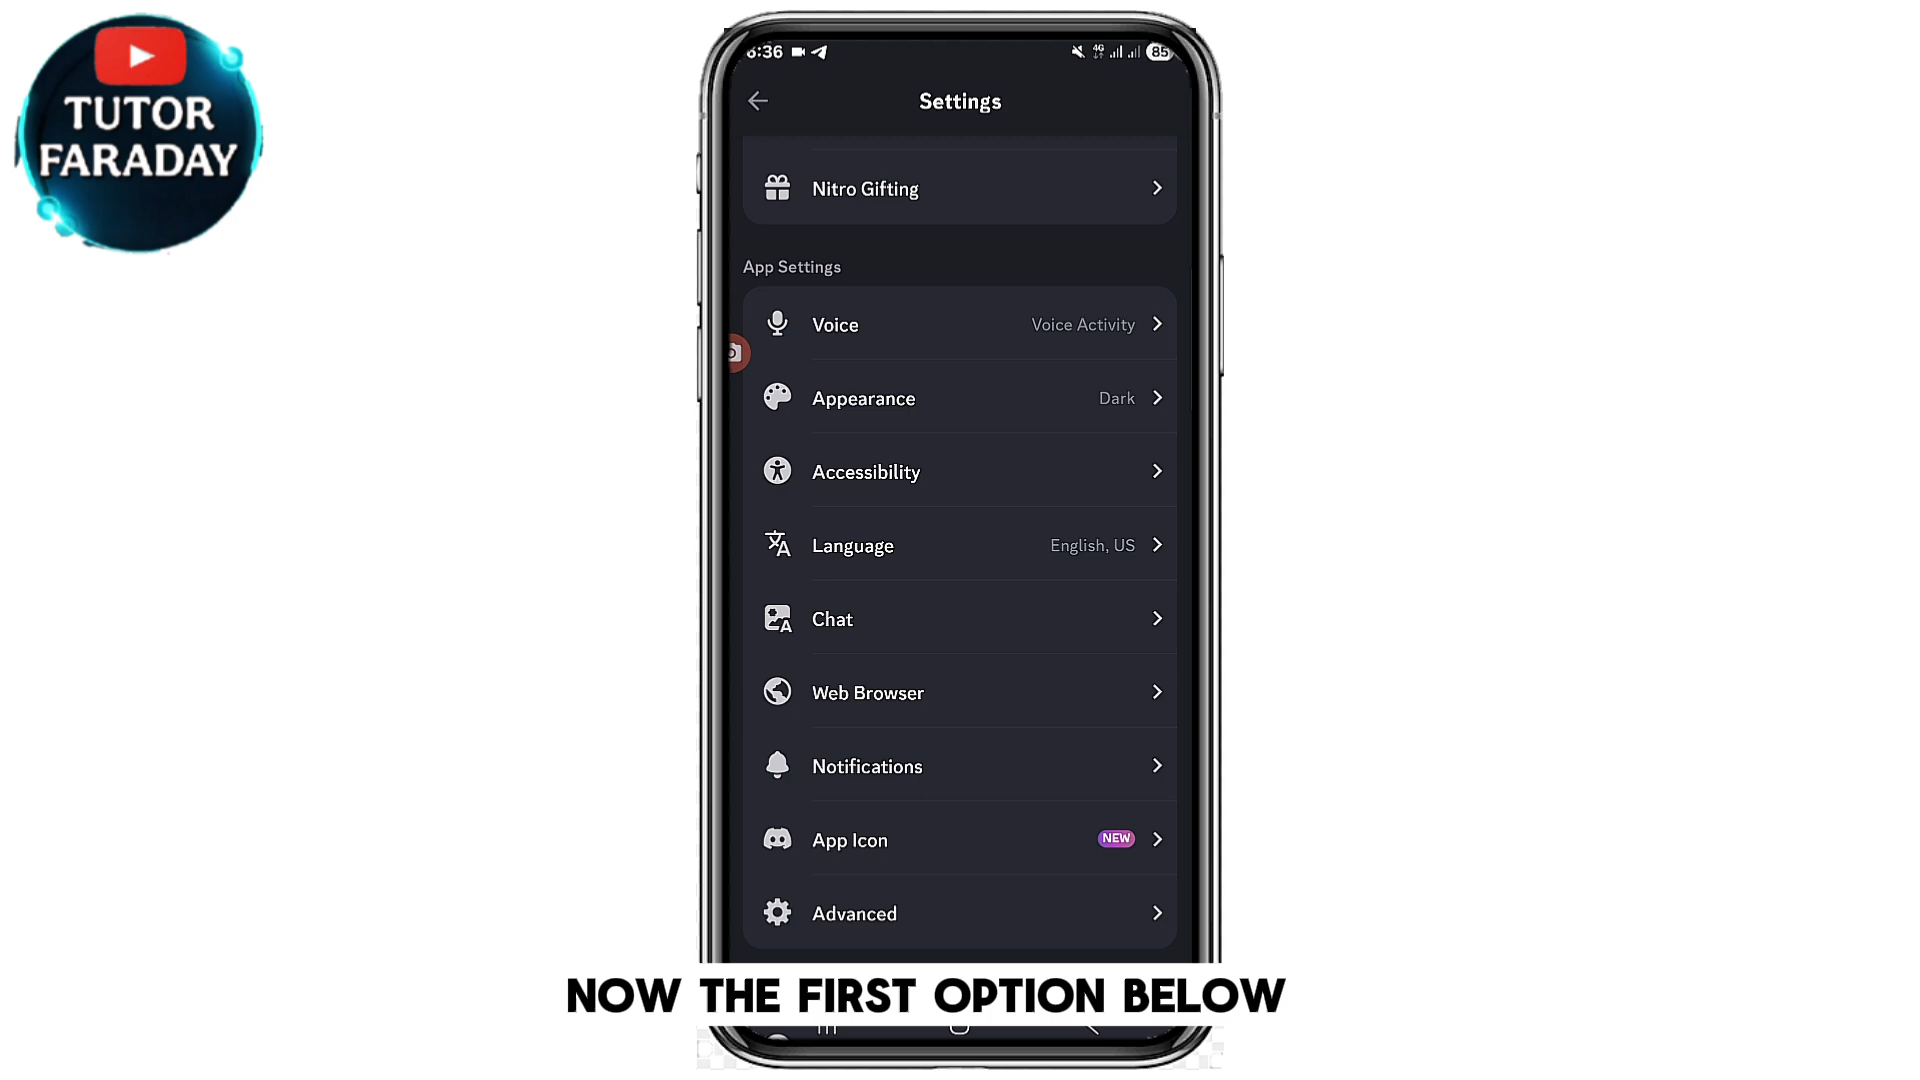 TUTOR
FARADAY
6:36
4G
85
Settings
Nitro Gifting
App Settings
Voice
Voice Activity
Appearance
Dark
Accessibility
Language
English, US
Chat
Web Browser
Notifications
App Icon
NEW
Advanced
NOW THE FIRST OPTION BELOW